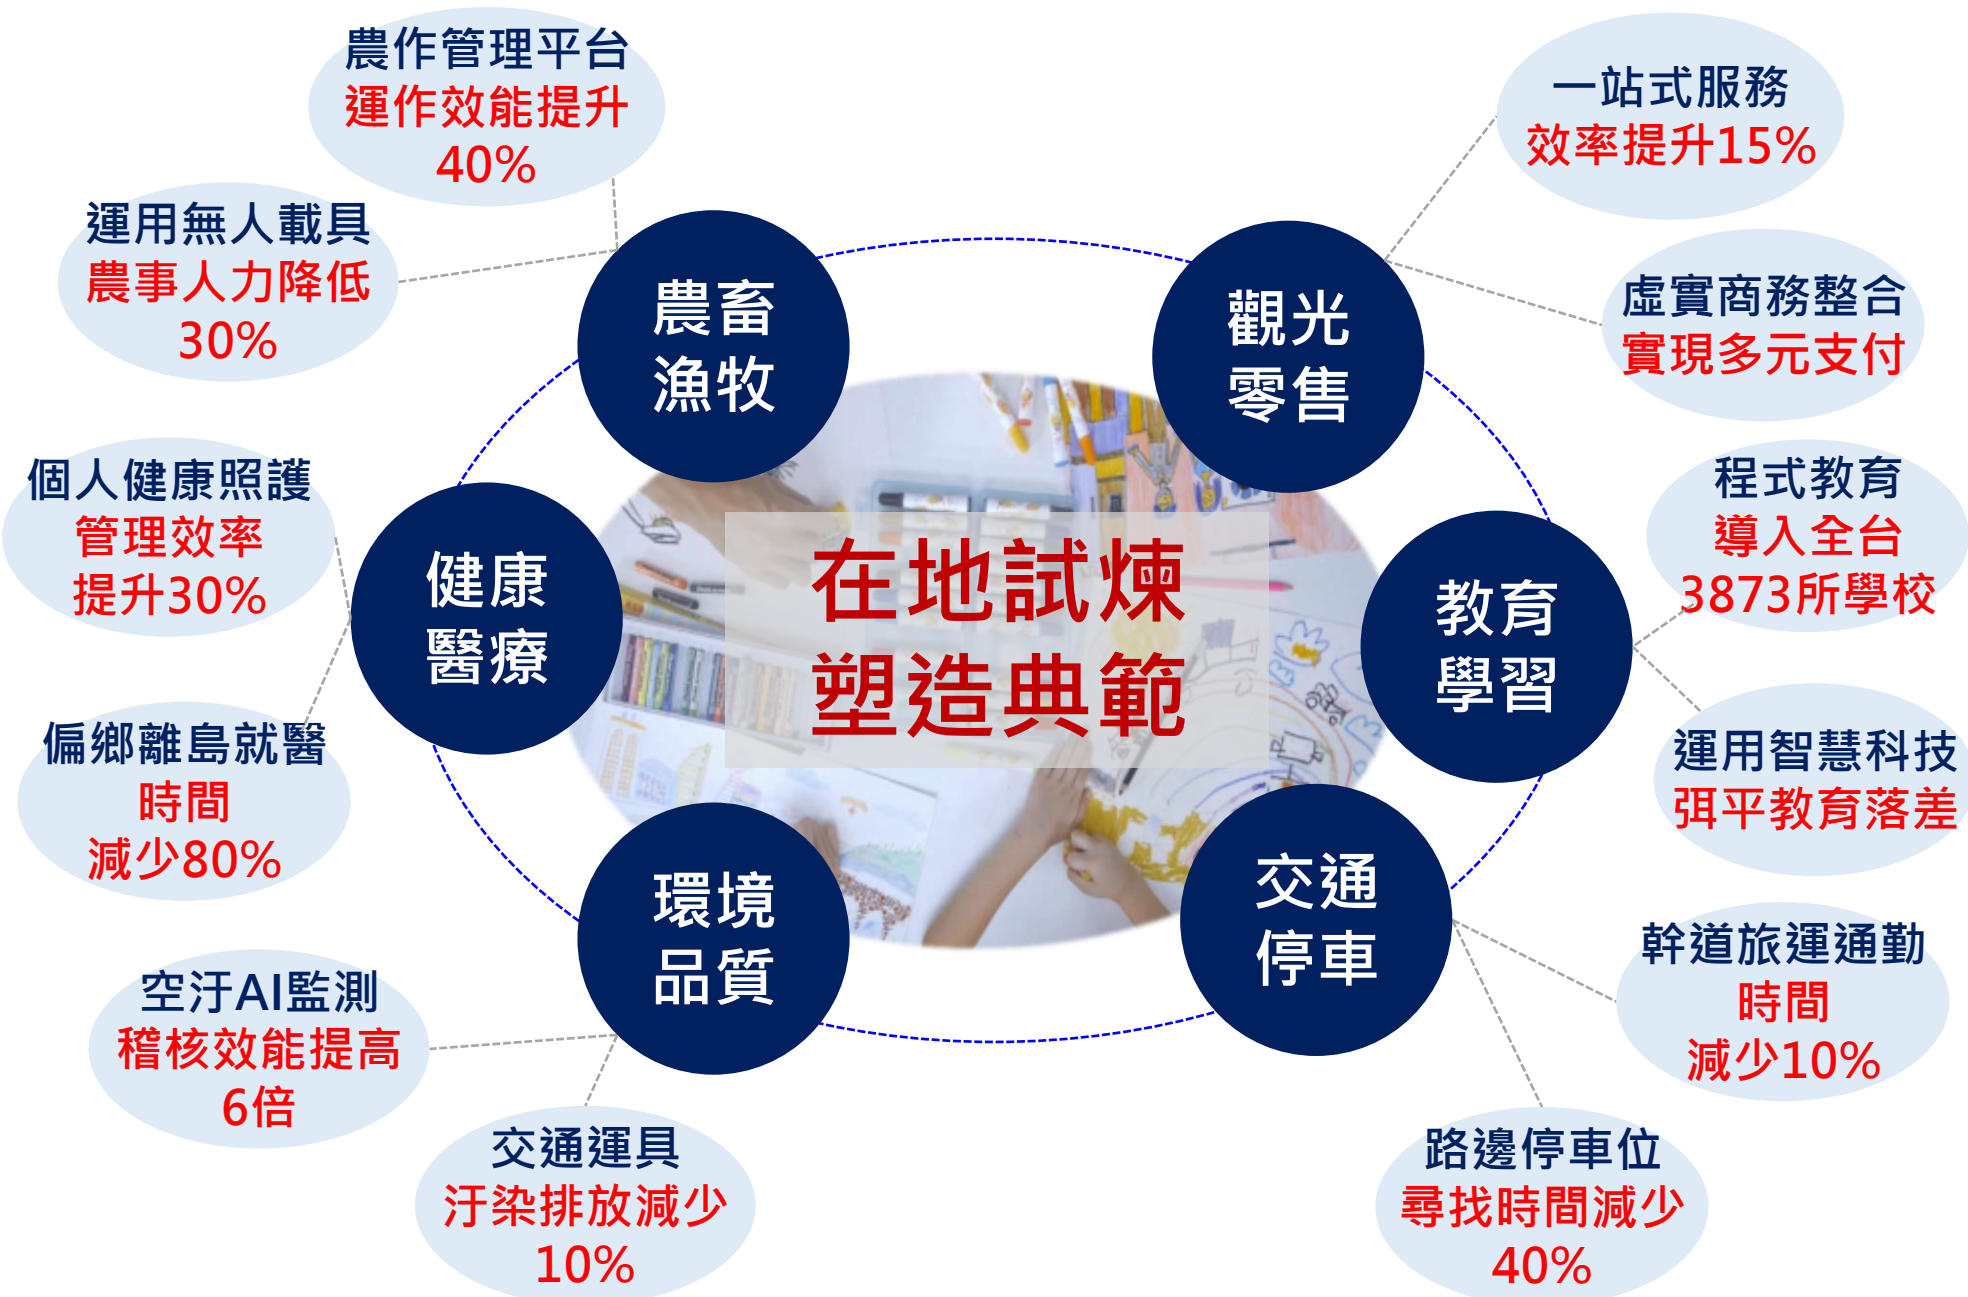 農作管理平台
運作效能提升
40%
運用無人載具
農事人力降低
30%
農畜
漁牧
一站式服務
效率提升15%
虛實商務整合
實現多元支付
觀光
零售
個人健康照護
管理效率
提升30%
偏鄉離島就醫
時間
減少80%
健康
醫療
在地試煉
塑造典範
程式教育
導入全台
3873所學校
運用智慧科技
弭平教育落差
教育
學習
環境
品質
空汙AI監測
稽核效能提高
6倍
交通運具
汙染排放減少
10%
交通
停車
幹道旅運通勤
時間
減少10%
路邊停車位
尋找時間減少
40%